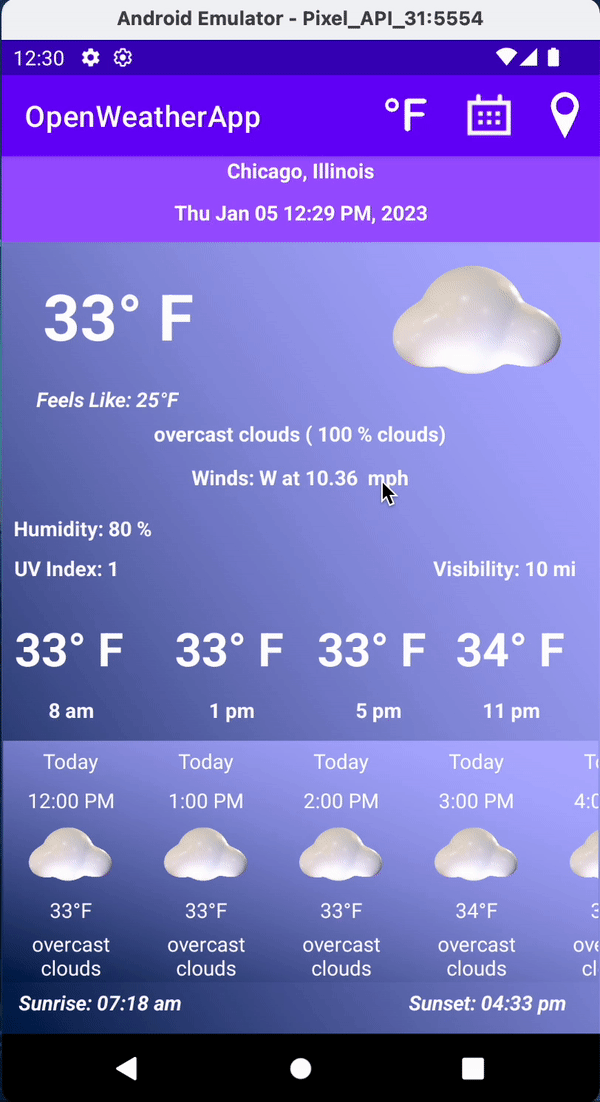 Android Emulator - Pixel_API_31:5554
12:30
OpenWeatherApp
°F
Chicago, Illinois
Thu Jan 05 12:29 PM, 2023
33° F
Feels Like: 25°F
overcast clouds ( 100 % clouds)
Winds: W at 10.36  mph
Humidity: 80 %
UV Index: 1
Visibility: 10 mi
33° F 33° F 33° F 34° F
8 am 1 pm 5 pm 11 pm
Today Today Today Today
12:00 PM 1:00 PM 2:00 PM 3:00 PM
33°F 33°F 33°F 34°F
overcast overcast overcast overcast
clouds clouds clouds clouds
Sunrise: 07:18 am
Sunset: 04:33 pm